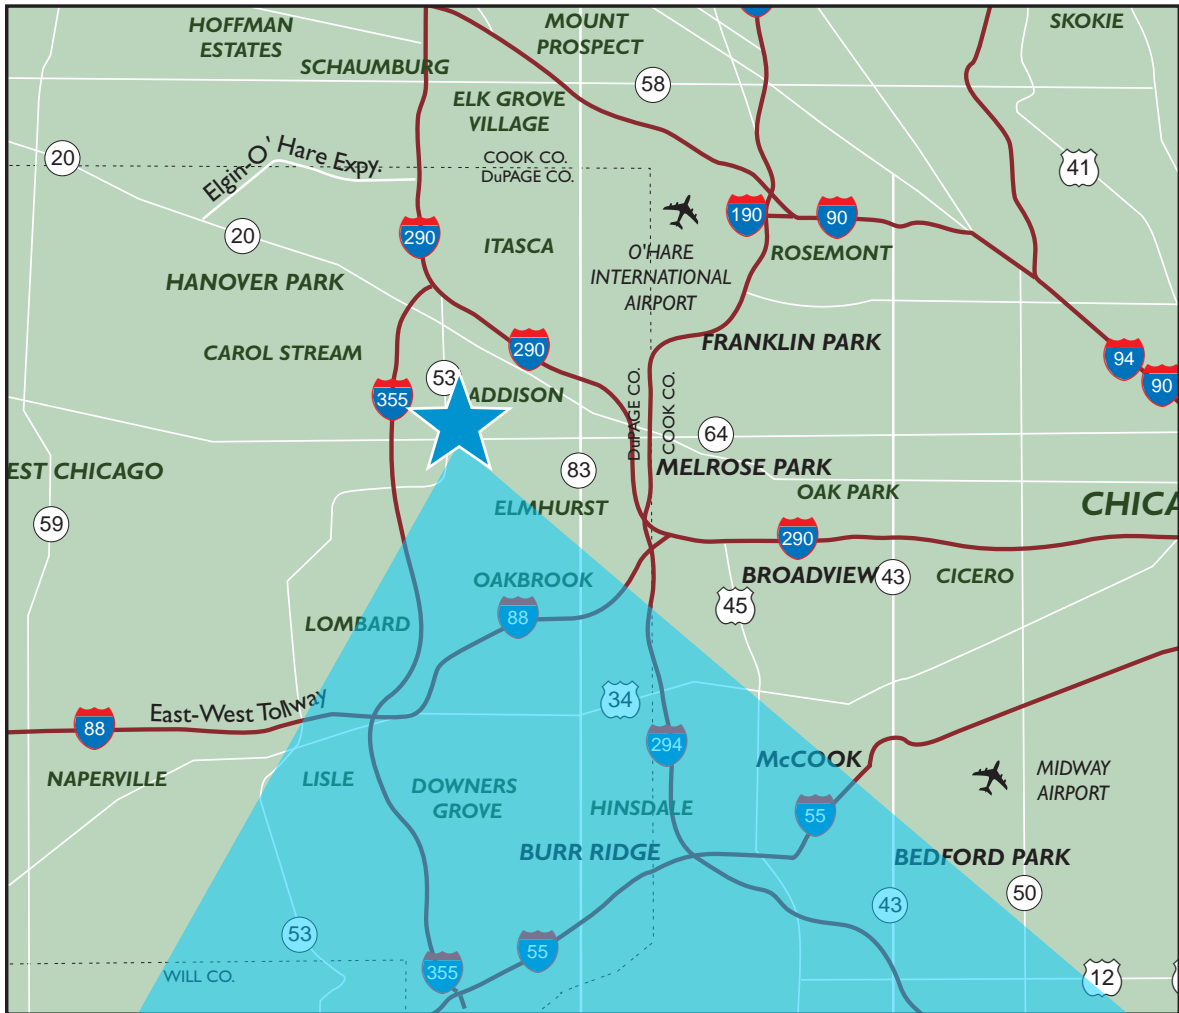 HOFFMAN
ESTATES
MOUNT
PROSPECT
SKOKIE
SCHAUMBURG
58
ELK GROVE
VILLAGE
20
Elgin-O' Hare Expy.
COOK CO.
DuPAGE CO.
41
20
290
ITASCA
190
90
O'HARE
INTERNATIONAL
AIRPORT
ROSEMONT
HANOVER PARK
CAROL STREAM
290
FRANKLIN PARK
94
90
53
355
ADDISON
DuPAGE CO.
COOK CO.
64
EST CHICAGO
83
MELROSE PARK
OAK PARK
ELMHURST
CHICA
59
290
OAKBROOK
BROADVIEW
43
CICERO
45
88
LOMBARD
34
East-West Tollway
88
294
NAPERVILLE
LISLE
DOWNERS
GROVE
McCOOK
MIDWAY
AIRPORT
HINSDALE
55
BURR RIDGE
BEDFORD PARK
50
43
53
55
355
WILL CO.
12